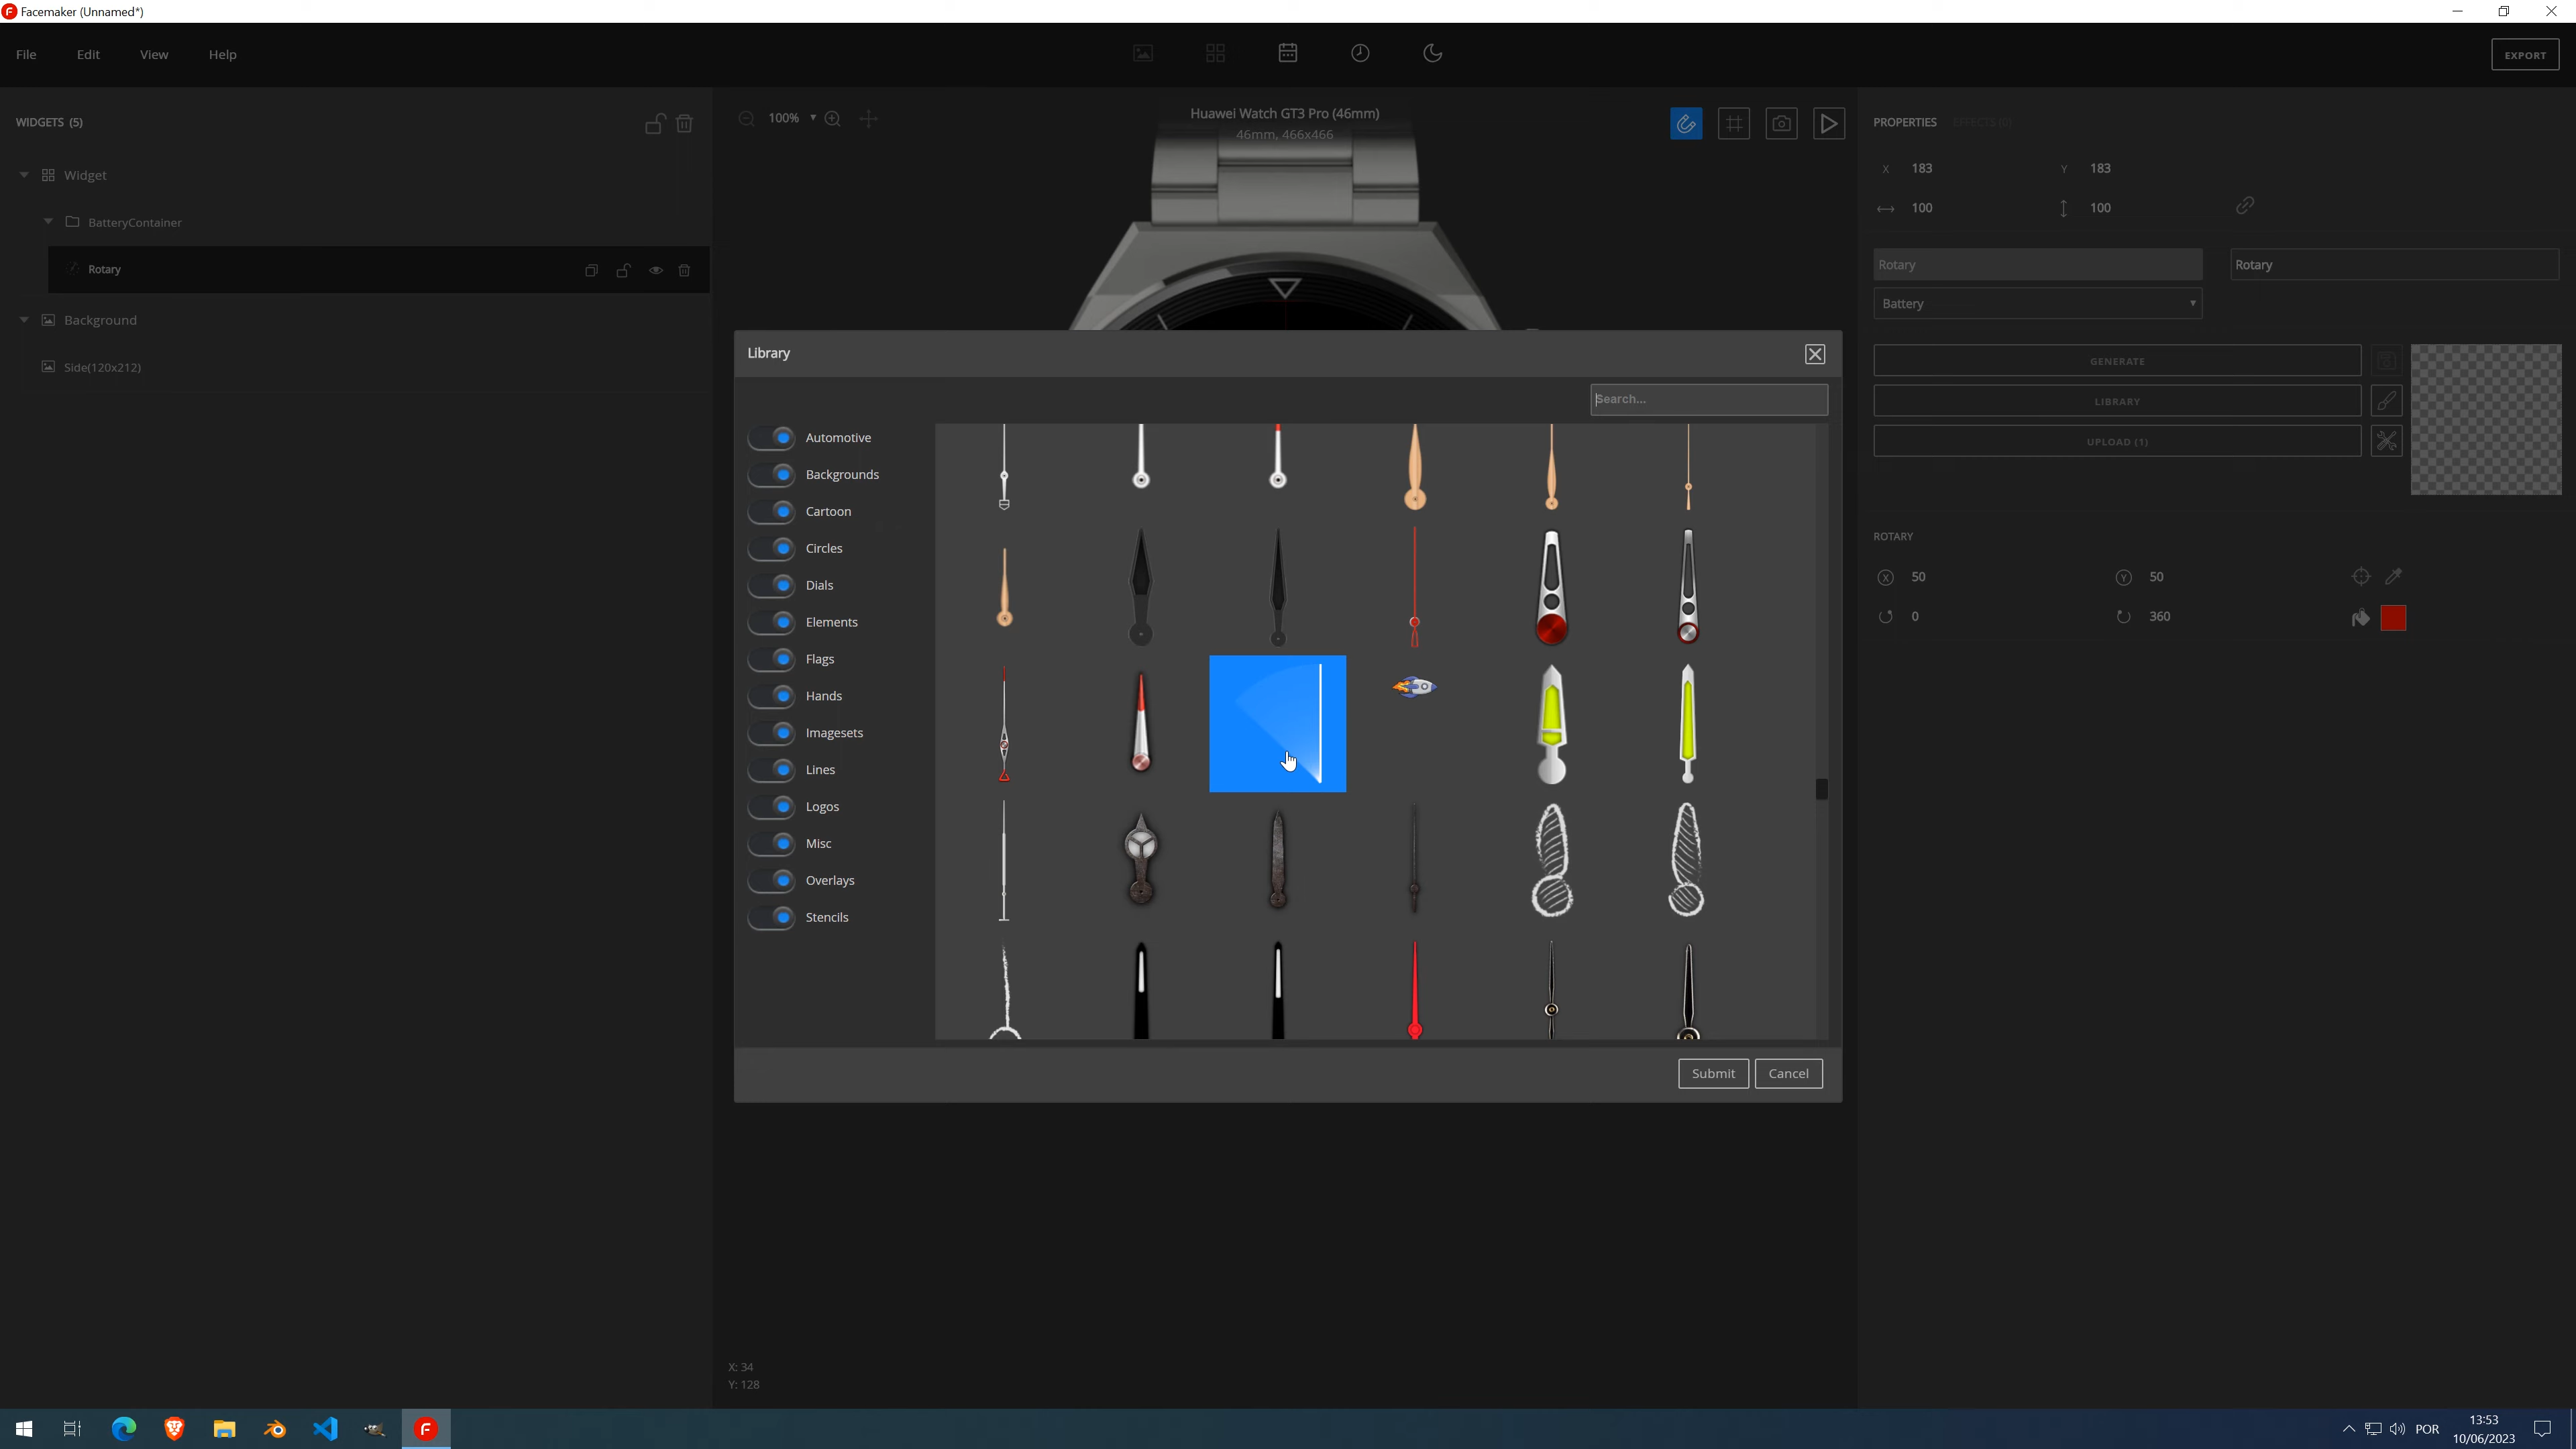 Facemaker (Unnamed*)
File Edit View Help
EXPORT
WIDGETS (5)
Widget
BatteryContainer
Rotary
Background
Side(120x212)
100%
Huawei Watch GT3 Pro (46mm)
46mm, 466x466
PROPERTIES EFFECTS (0)
X 183 Y 183
100 100
Rotary Rotary
Battery
GENERATE
LIBRARY
UPLOAD (1)
ROTARY
X 50 Y 50
0 360
Library
Search...
Automotive
Backgrounds
Cartoon
Circles
Dials
Elements
Flags
Hands
Imagesets
Lines
Logos
Misc
Overlays
Stencils
Submit Cancel
X: 34
Y: 128
POR
13:53
10/06/2023